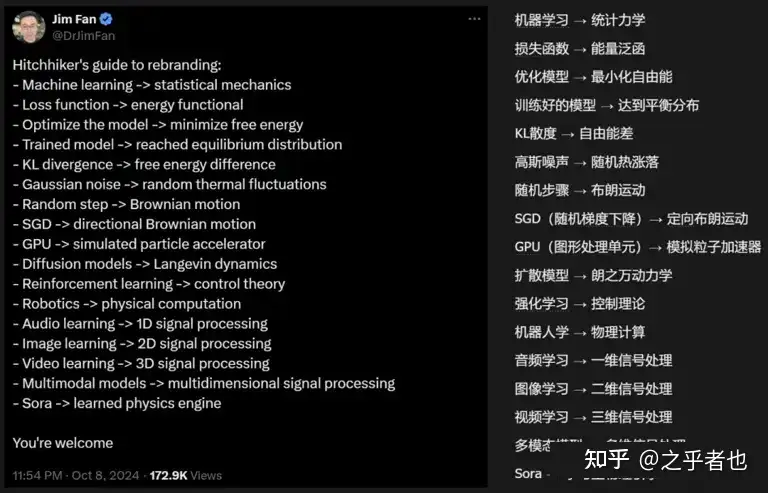 Jim Fan
@DrJimFan
Hitchhiker's guide to rebranding:
- Machine learning -> statistical mechanics
- Loss function -> energy functional
- Optimize the model -> minimize free energy
- Trained model -> reached equilibrium distribution
- KL divergence -> free energy difference
- Gaussian noise -> random thermal fluctuations
- Random step -> Brownian motion
- SGD -> directional Brownian motion
- GPU -> simulated particle accelerator
- Diffusion models -> Langevin dynamics
- Reinforcement learning -> control theory
- Robotics -> physical computation
- Audio learning -> 1D signal processing
- Image learning -> 2D signal processing
- Video learning -> 3D signal processing
- Multimodal models -> multidimensional signal processing
- Sora -> learned physics engine
You're welcome
11:54 PM · Oct 8, 2024 · 172.9K Views
机器学习 → 统计力学
损失函数 → 能量泛函
优化模型 → 最小化自由能
训练好的模型 → 达到平衡分布
KL散度 → 自由能差
高斯噪声 → 随机热涨落
随机步骤 → 布朗运动
SGD（随机梯度下降）→ 定向布朗运动
GPU（图形处理单元）→ 模拟粒子加速器
扩散模型 → 朗之万动力学
强化学习 → 控制理论
机器人学 → 物理计算
音频学习 → 一维信号处理
图像学习 → 二维信号处理
视频学习 → 三维信号处理
多模态模型
Sora
知乎 @之乎者也